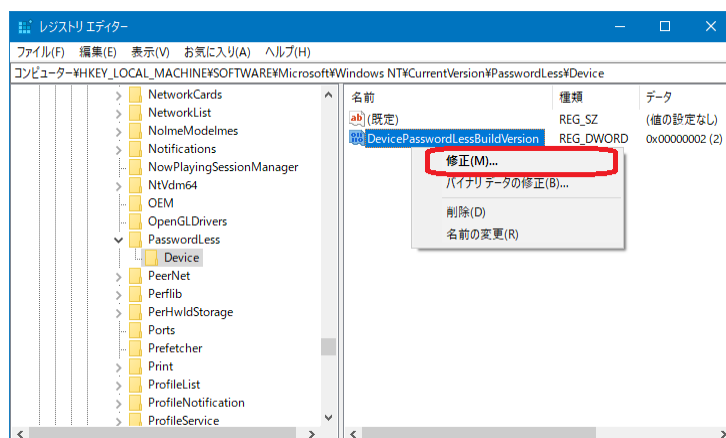 レジストリ エディター
ファイル(F) 編集(E) 表示(V) お気に入り(A) ヘルプ(H)
コンピューター¥HKEY_LOCAL_MACHINE¥SOFTWARE¥Microsoft¥Windows NT¥CurrentVersion¥PasswordLess¥Device
NetworkCards
NetworkList
NoImeModeImes
Notifications
NowPlayingSessionManager
NtVdm64
OEM
OpenGLDrivers
PasswordLess
Device
PeerNet
Perflib
PerHwIdStorage
Ports
Prefetcher
Print
ProfileList
ProfileNotification
ProfileService
名前 種類 データ
ab (既定) REG_SZ (値の設定なし)
DevicePasswordLessBuildVersion REG_DWORD 0x00000002 (2)
修正(M)...
バイナリ データの修正(B)...
削除(D)
名前の変更(R)